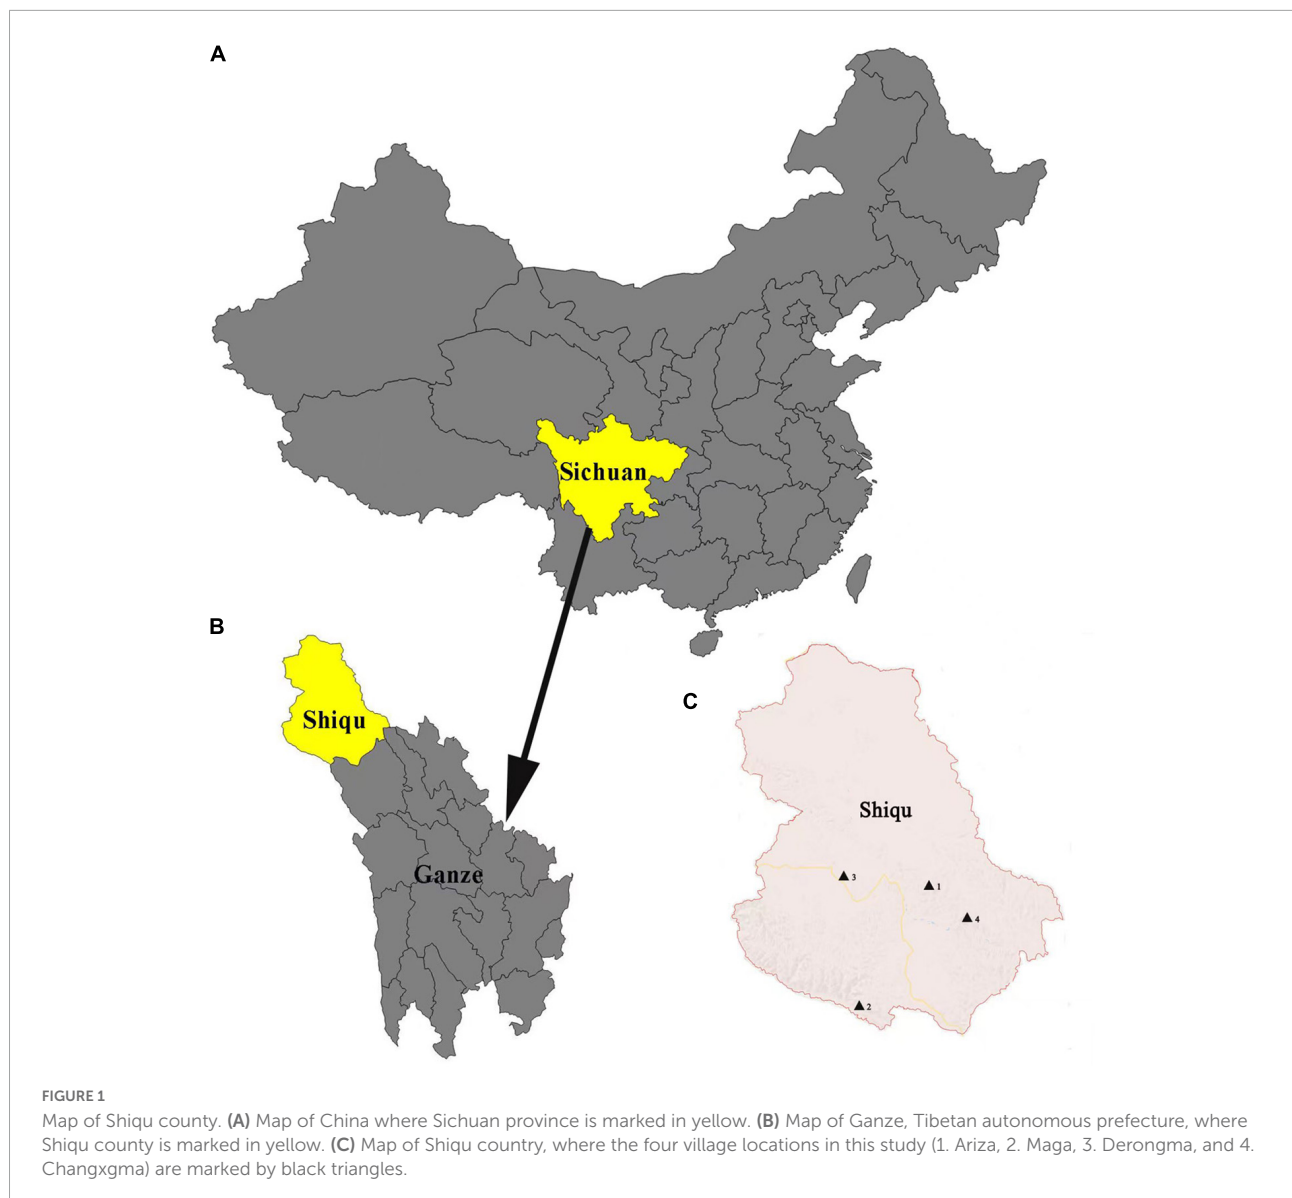 A
Sichuan
B
Shiqu
Ganze
C
Shiqu
3
1
4
2
FIGURE 1
Map of Shiqu county. (A) Map of China where Sichuan province is marked in yellow. (B) Map of Ganze, Tibetan autonomous prefecture, where
Shiqu county is marked in yellow. (C) Map of Shiqu country, where the four village locations in this study (1. Ariza, 2. Maga, 3. Derongma, and 4.
Changxgma) are marked by black triangles.